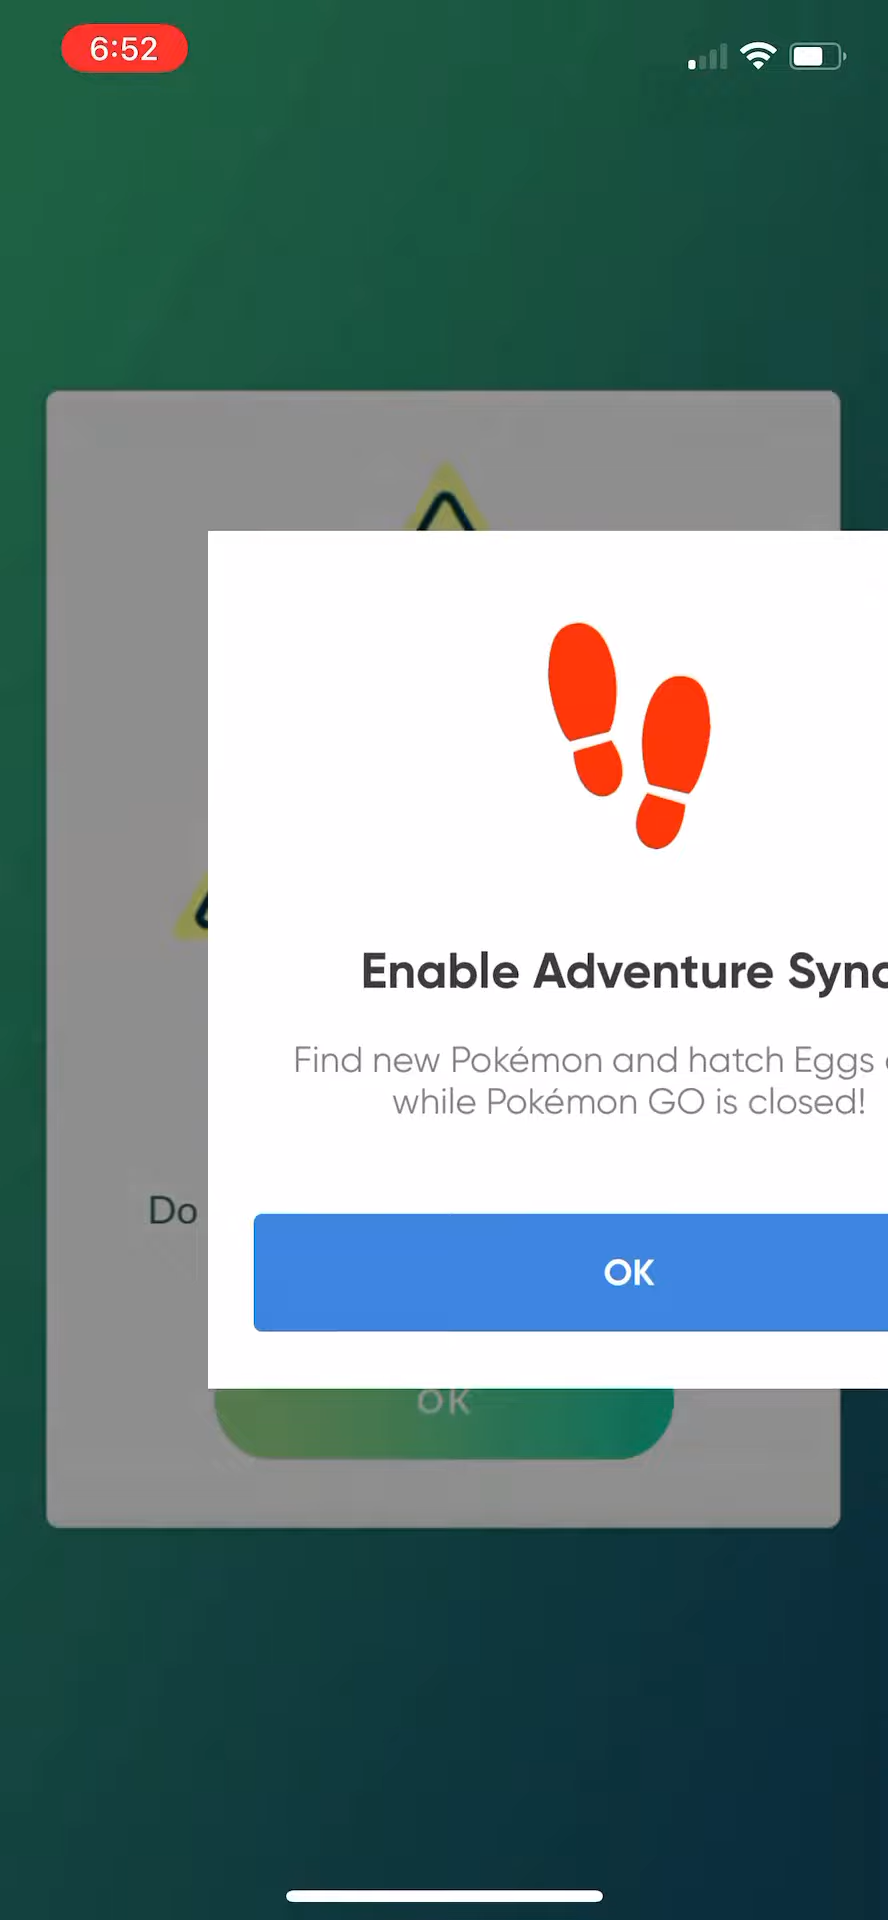 6:52
Enable Adventure Sync
Find new Pokémon and hatch Eggs
while Pokémon GO is closed!
Do
OK
OK